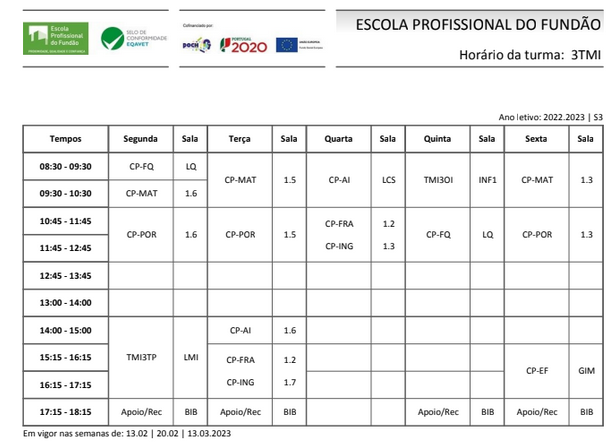 Escola
Profissional
do Fundão
SELO DE
CONFORMIDADE
EQAVET
Cofinanciado por:
POCH
PORTUGAL
2020
UNIÃO EUROPEIA
Fundo Social Europeu
ESCOLA PROFISSIONAL DO FUNDÃO
Horário da turma: 3TMI
Ano letivo: 2022.2023 | S3
Tempos Segunda Sala Terça Sala Quarta Sala Quinta Sala Sexta Sala
08:30 - 09:30 CP-FQ LQ
CP-MAT 1.5 CP-AI LCS TMI3OI INF1 CP-MAT 1.3
09:30 - 10:30 CP-MAT 1.6
10:45 - 11:45 CP-FRA 1.2
CP-POR 1.6 CP-POR 1.5 CP-FQ LQ CP-POR 1.3
11:45 - 12:45 CP-ING 1.3
12:45 - 13:45
13:00 - 14:00
14:00 - 15:00 CP-AI 1.6
15:15 - 16:15 TMI3TP LMI CP-FRA 1.2
CP-EF GIM
16:15 - 17:15 CP-ING 1.7
17:15 - 18:15 Apoio/Rec BIB Apoio/Rec BIB Apoio/Rec BIB Apoio/Rec BIB
Em vigor nas semanas de: 13.02 | 20.02 | 13.03.2023